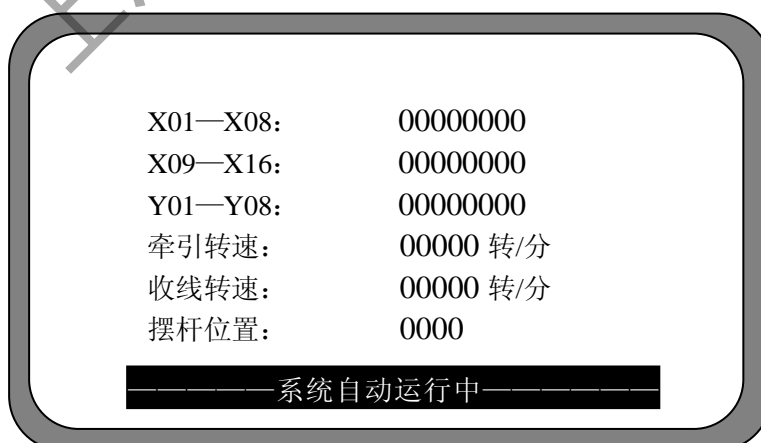 X01—X08： 00000000
X09—X16： 00000000
Y01—Y08： 00000000
牵引转速： 00000 转/分
收线转速： 00000 转/分
摆杆位置： 0000
—————系统自动运行中——————